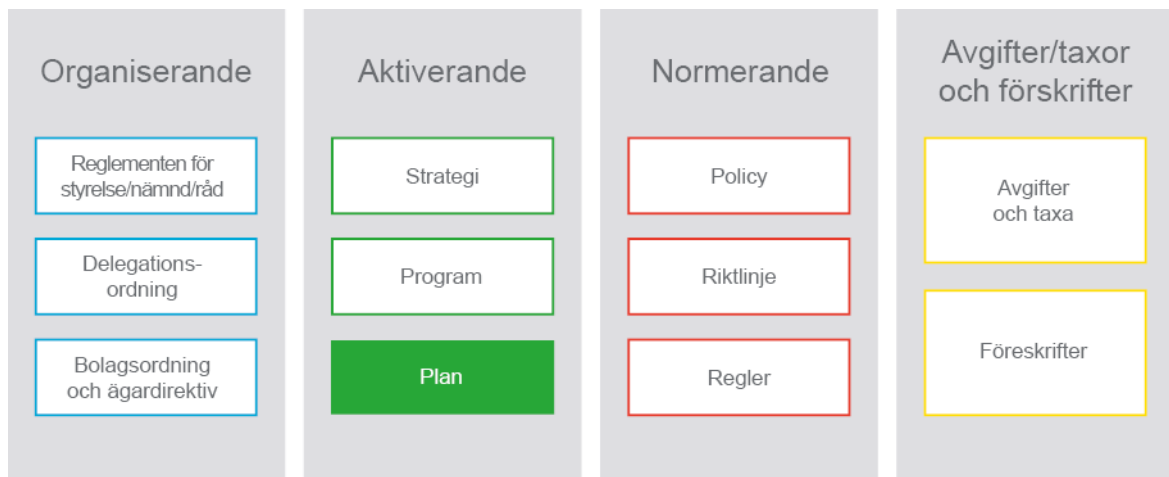 Organiserande
Reglementen för
styrelse/nämnd/råd
Delegations-
ordning
Bolagsordning
och ägardirektiv
Aktiverande
Strategi
Program
Plan
Normerande
Policy
Riktlinje
Regler
Avgifter/taxor
och förskrifter
Avgifter
och taxa
Föreskrifter